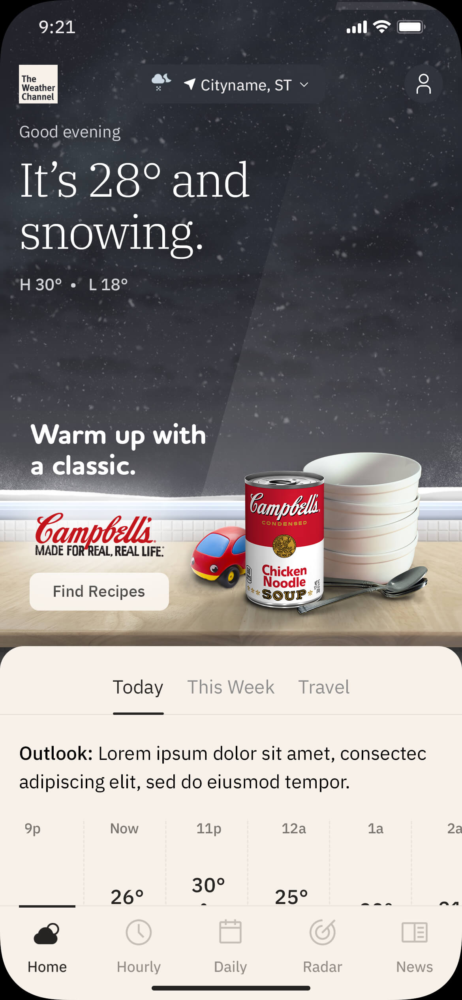 9:21
The
Weather
Channel
Cityname, ST
Good evening
It's 28° and
snowing.
H 30° • L 18°
Warm up with
a classic.
Campbell's
CONDENSED
Campbell's®
MADE FOR REAL, REAL LIFE.
Chicken
Noodle
SOUP
Find Recipes
Today This Week Travel
Outlook: Lorem ipsum dolor sit amet, consectec
adipiscing elit, sed do eiusmod tempor.
9p Now 11p 12a 1a 2a
30°
26° 25°
Home Hourly Daily Radar News